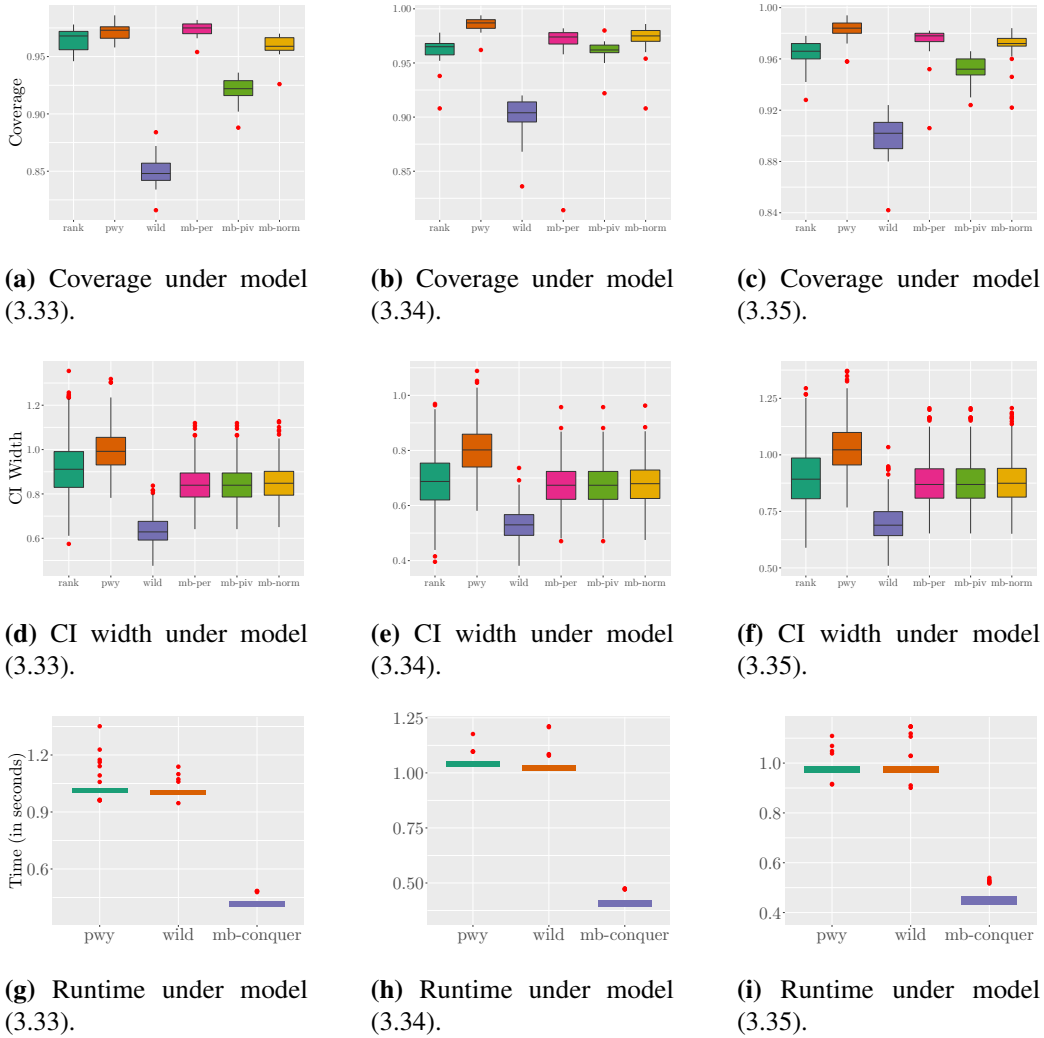 Coverage
0.95
0.90
0.85
rank pwy wild mb-per mb-piv mb-norm
1.00
0.95
0.90
0.85
rank pwy wild mb-per mb-piv mb-norm
1.00
0.96
0.92
0.88
0.84
rank pwy wild mb-per mb-piv mb-norm
(a) Coverage under model
(3.33).
(b) Coverage under model
(3.34).
(c) Coverage under model
(3.35).
CI Width
1.2
1.0
0.8
0.6
rank pwy wild mb-per mb-piv mb-norm
1.0
0.8
0.6
0.4
rank pwy wild mb-per mb-piv mb-norm
1.25
1.00
0.75
0.50
rank pwy wild mb-per mb-piv mb-norm
(d) CI width under model
(3.33).
(e) CI width under model
(3.34).
(f) CI width under model
(3.35).
Time (in seconds)
1.2
0.9
0.6
pwy wild mb-conquer
1.25
1.00
0.75
0.50
pwy wild mb-conquer
1.0
0.8
0.6
0.4
pwy wild mb-conquer
(g) Runtime under model
(3.33).
(h) Runtime under model
(3.34).
(i) Runtime under model
(3.35).